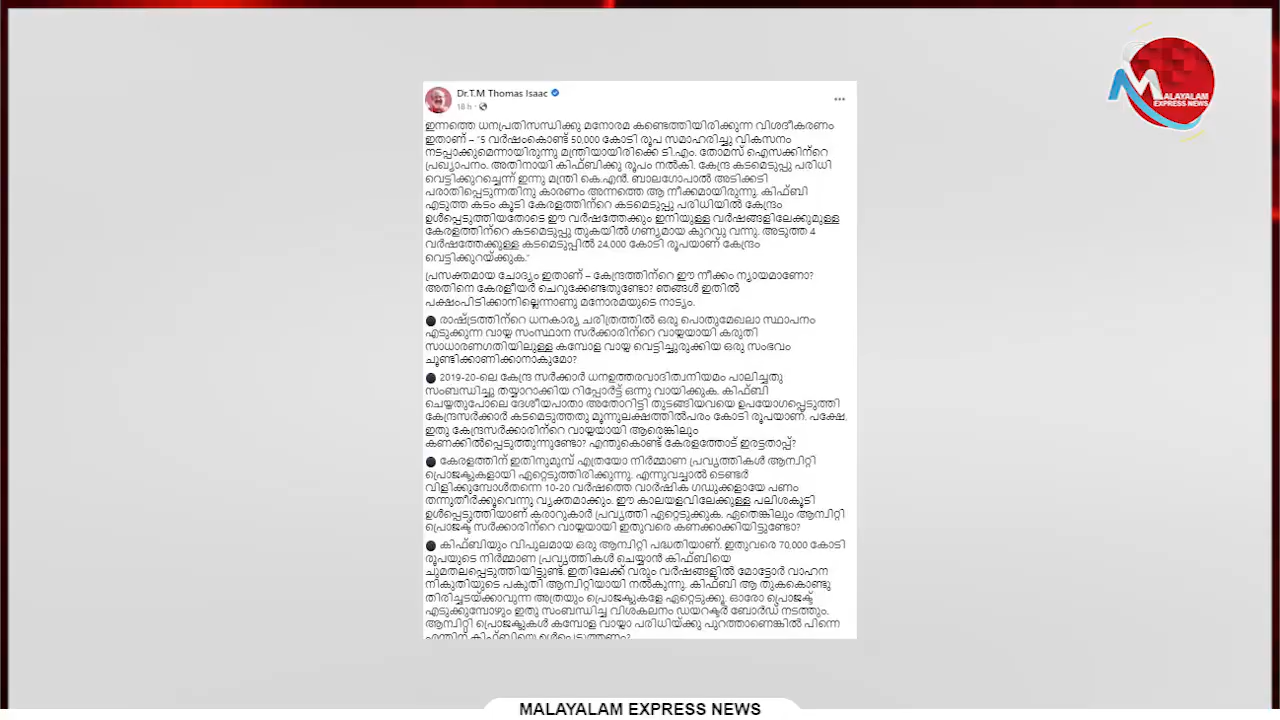 MALAYALAM
EXPRESS NEWS
Dr.T.M Thomas Isaac
18 h ·
ഇന്നത്തെ ധനപ്രതിസന്ധിക്കു മനോരമ കണ്ടെത്തിയിരിക്കുന്ന വിശദീകരണം
ഇതാണ് – "5 വർഷംകൊണ്ട് 50,000 കോടി രൂപ സമാഹരിച്ചു വികസനം
നടപ്പാക്കുമെന്നായിരുന്നു മന്ത്രിയായിരിക്കെ ടി.എം. തോമസ് ഐസക്കിന്റെ
പ്രഖ്യാപനം. അതിനായി കിഫ്ബിക്കു രൂപം നൽകി. കേന്ദ്ര കടമെടുപ്പു പരിധി
വെട്ടിക്കുറച്ചെന്ന് ഇന്നു മന്ത്രി കെ.എൻ. ബാലഗോപാൽ അടിക്കടി
പരാതിപ്പെടുന്നതിനു കാരണം അന്നത്തെ ആ നീക്കമായിരുന്നു. കിഫ്ബി
എടുത്ത കടം കൂടി കേരളത്തിന്റെ കടമെടുപ്പു പരിധിയിൽ കേന്ദ്രം
ഉൾപ്പെടുത്തിയതോടെ ഈ വർഷത്തേക്കും ഇനിയുള്ള വർഷങ്ങളിലേക്കുമുള്ള
കേരളത്തിന്റെ കടമെടുപ്പു തുകയിൽ ഗണ്യമായ കുറവു വന്നു. അടുത്ത 4
വർഷത്തേക്കുള്ള കടമെടുപ്പിൽ 24,000 കോടി രൂപയാണ് കേന്ദ്രം
വെട്ടിക്കുറയ്ക്കുക."
പ്രസക്തമായ ചോദ്യം ഇതാണ് – കേന്ദ്രത്തിന്റെ ഈ നീക്കം ന്യായമാണോ?
അതിനെ കേരളീയർ ചെറുക്കേണ്ടതുണ്ടോ? ഞങ്ങൾ ഇതിൽ
പക്ഷംപിടിക്കാനില്ലെന്നാണു മനോരമയുടെ നാട്യം.
● രാഷ്ട്രത്തിന്റെ ധനകാര്യ ചരിത്രത്തിൽ ഒരു പൊതുമേഖലാ സ്ഥാപനം
എടുക്കുന്ന വായ്പ സംസ്ഥാന സർക്കാരിന്റെ വായ്പയായി കരുതി
സാധാരണഗതിയിലുള്ള കമ്പോള വായ്പ വെട്ടിച്ചുരുക്കിയ ഒരു സംഭവം
ചൂണ്ടിക്കാണിക്കാനാകുമോ?
● 2019-20-ലെ കേന്ദ്ര സർക്കാർ ധനഉത്തരവാദിത്വനിയമം പാലിച്ചതു
സംബന്ധിച്ചു തയ്യാറാക്കിയ റിപ്പോർട്ട് ഒന്നു വായിക്കുക. കിഫ്ബി
ചെയ്തതുപോലെ ദേശീയപാതാ അതോറിട്ടി തുടങ്ങിയവയെ ഉപയോഗപ്പെടുത്തി
കേന്ദ്രസർക്കാർ കടമെടുത്തതു മൂന്നുലക്ഷത്തിൽപരം കോടി രൂപയാണ്. പക്ഷേ,
ഇതു കേന്ദ്രസർക്കാരിന്റെ വായ്പയായി ആരെങ്കിലും
കണക്കിൽപ്പെടുത്തുന്നുണ്ടോ? എന്തുകൊണ്ട് കേരളത്തോട് ഇരട്ടതാപ്പ്?
● കേരളത്തിന് ഇതിനുമുമ്പ് എത്രയോ നിർമ്മാണ പ്രവൃത്തികൾ ആന്വിറ്റി
പ്രൊജക്ടുകളായി ഏറ്റെടുത്തിരിക്കുന്നു. എന്നുവച്ചാൽ ടെണ്ടർ
വിളിക്കുമ്പോൾതന്നെ 10-20 വർഷത്തെ വാർഷിക ഗഡുക്കളായേ പണം
തന്നുതീർക്കൂവെന്നു വ്യക്തമാക്കും. ഈ കാലയളവിലേക്കുള്ള പലിശകൂടി
ഉൾപ്പെടുത്തിയാണ് കരാറുകാർ പ്രവൃത്തി ഏറ്റെടുക്കുക. ഏതെങ്കിലും ആന്വിറ്റി
പ്രൊജക്ട് സർക്കാരിന്റെ വായ്പയായി ഇതുവരെ കണക്കാക്കിയിട്ടുണ്ടോ?
● കിഫ്ബിയും വിപുലമായ ഒരു ആന്വിറ്റി പദ്ധതിയാണ്. ഇതുവരെ 70,000 കോടി
രൂപയുടെ നിർമ്മാണ പ്രവൃത്തികൾ ചെയ്യാൻ കിഫ്ബിയെ
ചുമതലപ്പെടുത്തിയിട്ടുണ്ട്. ഇതിലേക്ക് വരും വർഷങ്ങളിൽ മോട്ടോർ വാഹന
നികുതിയുടെ പകുതി ആന്വിറ്റിയായി നൽകുന്നു. കിഫ്ബി ആ തുകകൊണ്ടു
തിരിച്ചടയ്ക്കാവുന്ന അത്രയും പ്രൊജക്ടുകളേ ഏറ്റെടുക്കൂ. ഓരോ പ്രൊജക്ട്
എടുക്കുമ്പോഴും ഇതു സംബന്ധിച്ച വിശകലനം ഡയറക്ടർ ബോർഡ് നടത്തും.
ആന്വിറ്റി പ്രൊജക്ടുകൾ കമ്പോള വായ്പാ പരിധിയ്ക്കു പുറത്താണെങ്കിൽ പിന്നെ
എന്തിന് കിഫ്ബിയെ ഉൾപ്പെടുത്തണം?
MALAYALAM EXPRESS NEWS